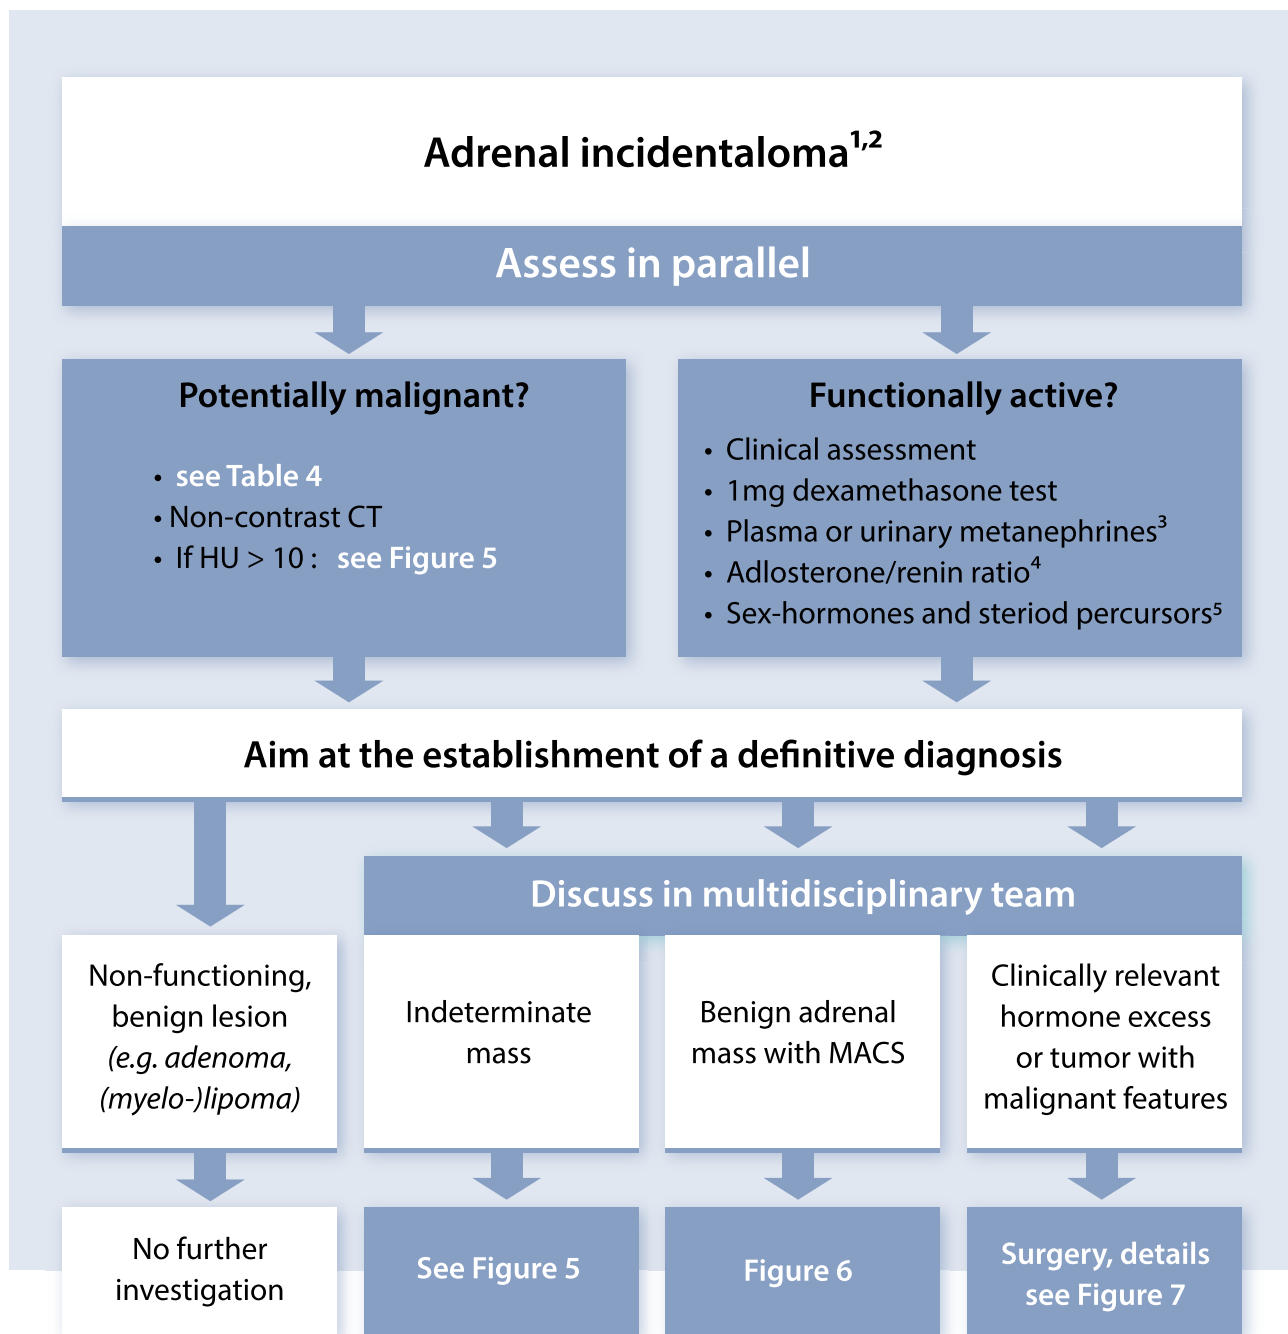 Adrenal incidentaloma¹,²
Assess in parallel
Potentially malignant?
• see Table 4
• Non-contrast CT
• If HU > 10 : see Figure 5
Functionally active?
• Clinical assessment
• 1mg dexamethasone test
• Plasma or urinary metanephrines³
• Adlosterone/renin ratio⁴
• Sex-hormones and steriod percursors⁵
Aim at the establishment of a definitive diagnosis
Discuss in multidisciplinary team
Non-functioning,
benign lesion
(e.g. adenoma,
(myelo-)lipoma)
Indeterminate
mass
Benign adrenal
mass with MACS
Clinically relevant
hormone excess
or tumor with
malignant features
No further
investigation
See Figure 5
Figure 6
Surgery, details
see Figure 7